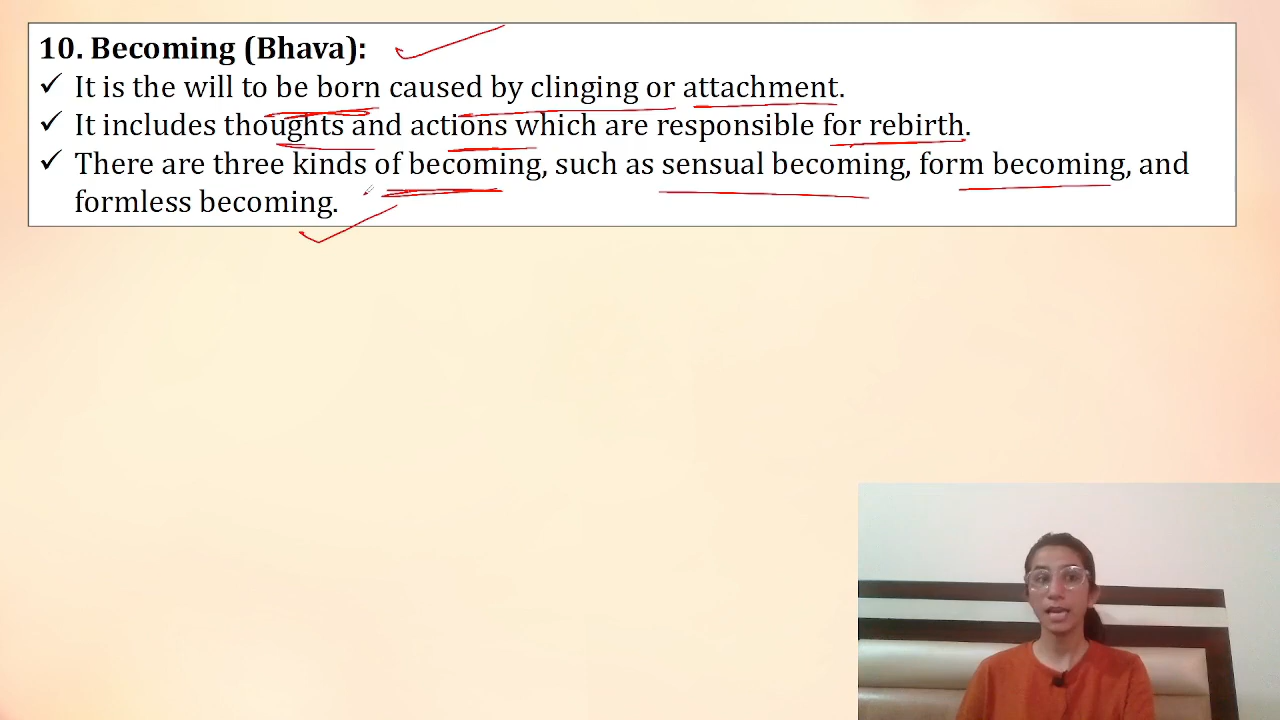 10. Becoming (Bhava):
✓ It is the will to be born caused by clinging or attachment.
✓ It includes thoughts and actions which are responsible for rebirth.
✓ There are three kinds of becoming, such as sensual becoming, form becoming, and
formless becoming.